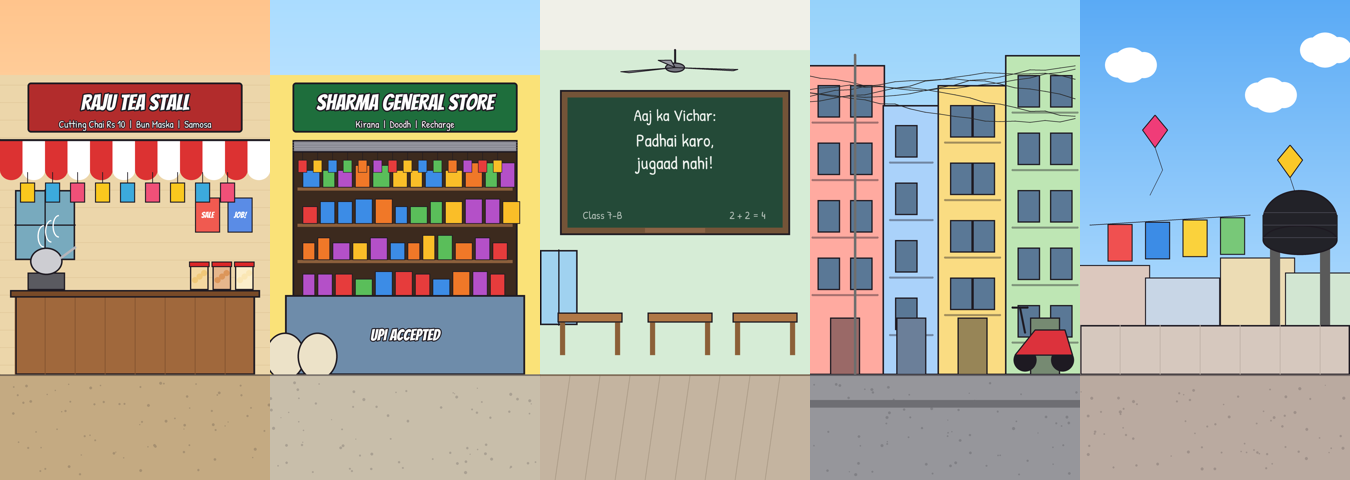 RAJU TEA STALL
Cutting Chai Rs 10 | Bun Maska | Samosa
SALE
JOB!
SHARMA GENERAL STORE
Kirana | Doodh | Recharge
UPI ACCEPTED
Aaj ka Vichar:
Padhai karo,
jugaad nahi!
Class 7-B
2 + 2 = 4